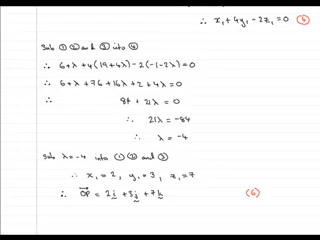 ∴ x₁ + 4y₁ - 2z₁ = 0 ④
Sub ① ② and ③ into ④
∴ 6+λ + 4(19+4λ) - 2(-1-2λ) = 0
∴ 6+λ + 76 + 16λ + 2 + 4λ = 0
∴ 84 + 21λ = 0
∴ 21λ = -84
∴ λ = -4
Sub λ = -4 into ① ② and ③
∴ x₁ = 2, y₁ = 3, z₁ = 7
∴ OP = 2i + 3j + 7k (6)